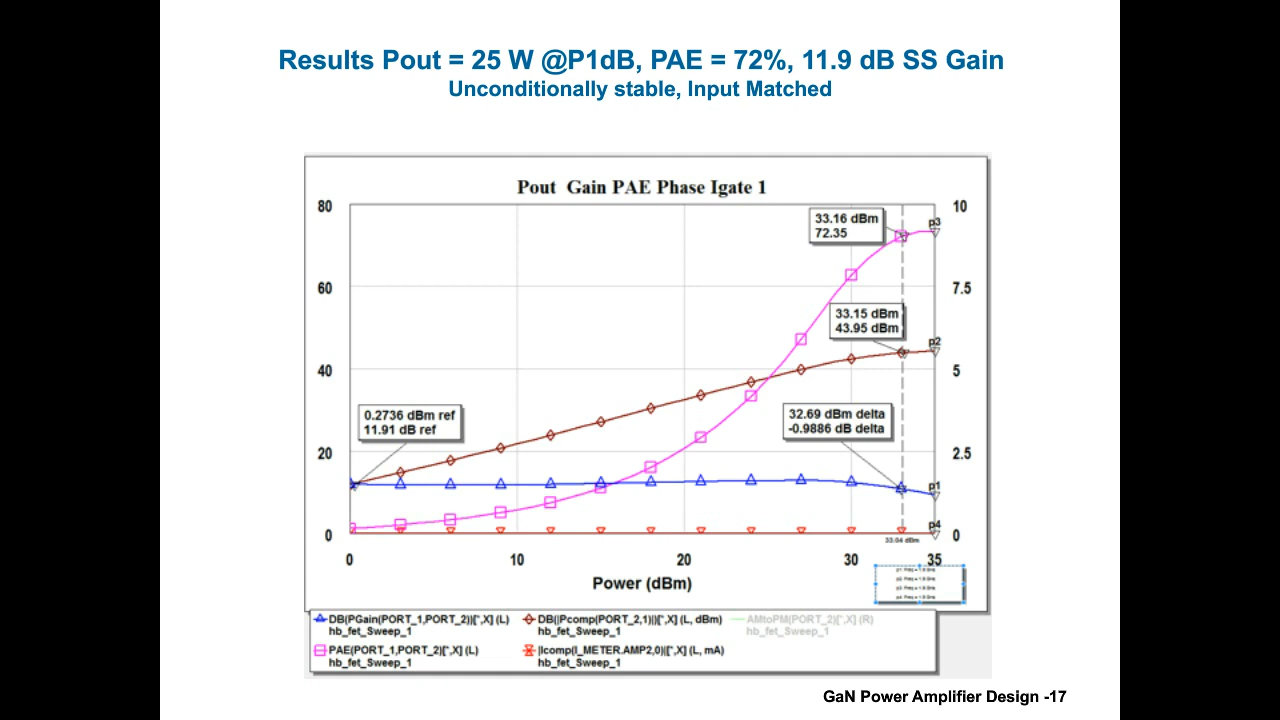 Results Pout = 25 W @P1dB, PAE = 72%, 11.9 dB SS Gain
Unconditionally stable, Input Matched
Pout Gain PAE Phase Igate 1
80
60
40
20
0
10
7.5
5
2.5
0
33.16 dBm
72.35
p3
33.15 dBm
43.95 dBm
p2
0.2736 dBm ref
11.91 dB ref
32.69 dBm delta
-0.9886 dB delta
p1
p4
33.04 dBm
0
10
20
30
35
Power (dBm)
DB(PGain(PORT_1,PORT_2))[*,X] (L)
hb_fet_Sweep_1
DB(|Pcomp(PORT_2,1)|)[*,X] (L, dBm)
hb_fet_Sweep_1
AMtoPM(PORT_2)[*,X] (R)
hb_fet_Sweep_1
PAE(PORT_1,PORT_2)[*,X] (L)
hb_fet_Sweep_1
|Icomp(I_METER.AMP2,0)|[*,X] (L, mA)
hb_fet_Sweep_1
GaN Power Amplifier Design -17